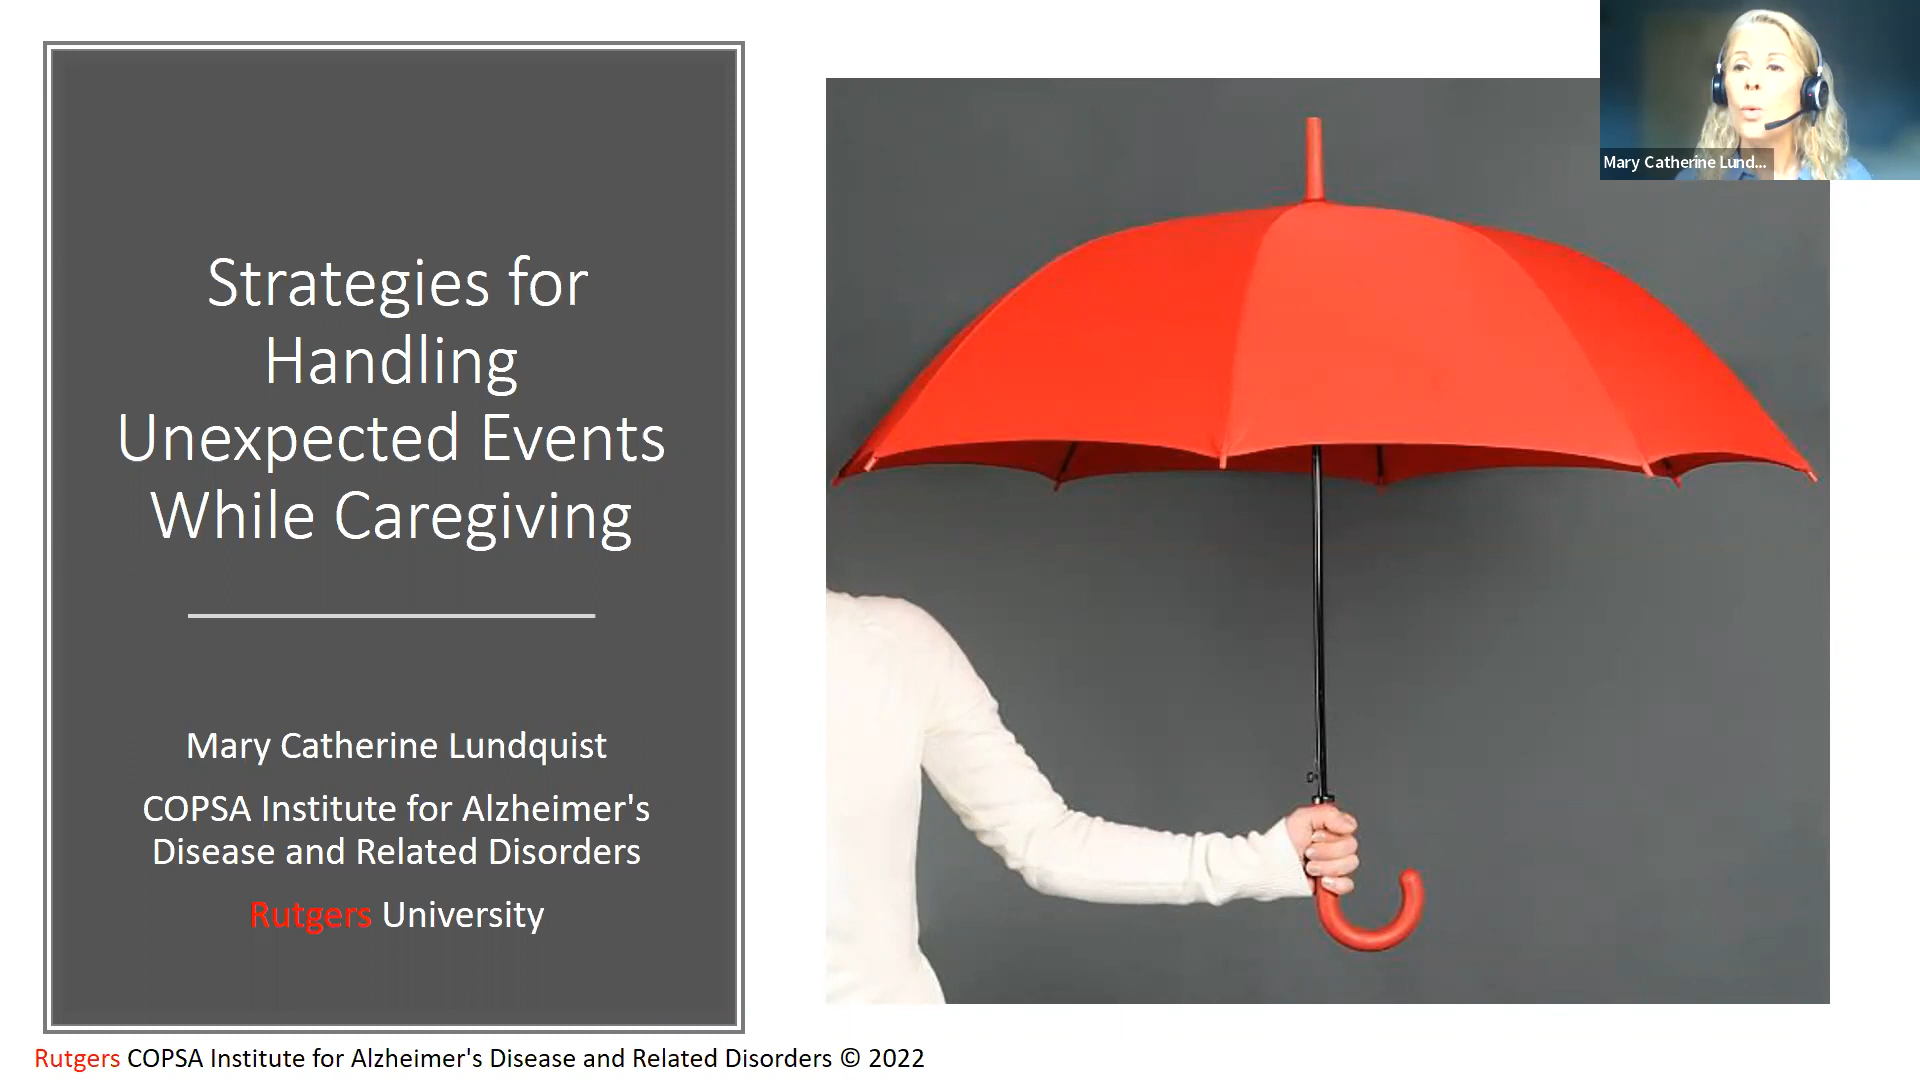 Strategies for
Handling
Unexpected Events
While Caregiving
Mary Catherine Lundquist
COPSA Institute for Alzheimer's
Disease and Related Disorders
Rutgers University
Rutgers COPSA Institute for Alzheimer's Disease and Related Disorders © 2022
Mary Catherine Lund...